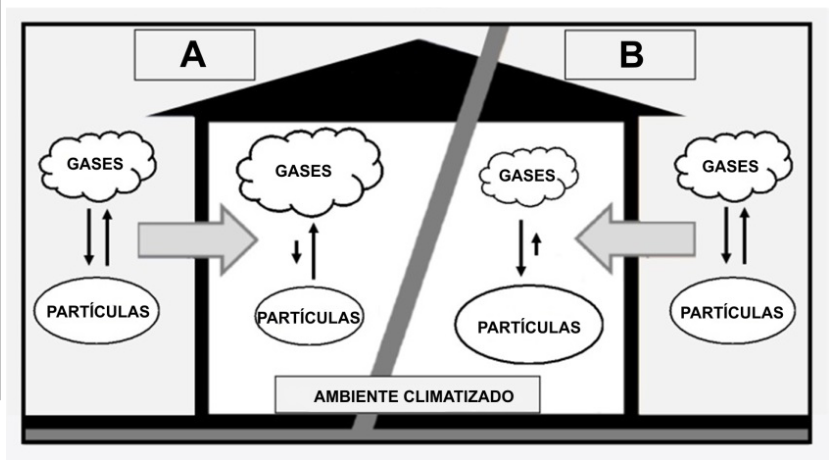 A
B
GASES
GASES
GASES
GASES
PARTÍCULAS
PARTÍCULAS
PARTÍCULAS
PARTÍCULAS
AMBIENTE CLIMATIZADO